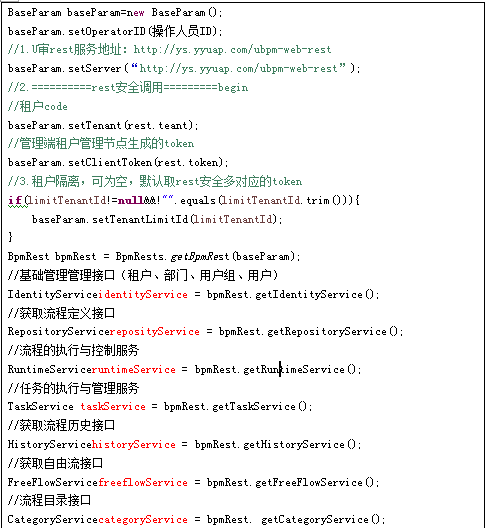 BaseParam baseParam=new BaseParam();
baseParam.setOperatorID(操作人员ID);
//1.U审rest服务地址：http://ys.yyuap.com/ubpm-web-rest
baseParam.setServer(“http://ys.yyuap.com/ubpm-web-rest”);
//2.==========rest安全调用=========begin
//租户code
baseParam.setTenant(rest.teant);
//管理端租户管理节点生成的token
baseParam.setClientToken(rest.token);
//3.租户隔离，可为空，默认取rest安全多对应的token
if(limitTenantId!=null&&!"".equals(limitTenantId.trim())){
baseParam.setTenantLimitId(limitTenantId);
}
BpmRest bpmRest = BpmRests.getBpmRest(baseParam);
//基础管理管理接口（租户、部门、用户组、用户）
IdentityServiceidentityService = bpmRest.getIdentityService();
//获取流程定义接口
RepositoryServicereposityService = bpmRest.getRepositoryService();
//流程的执行与控制服务
RuntimeServiceruntimeService = bpmRest.getRuntimeService();
//任务的执行与管理服务
TaskService taskService = bpmRest.getTaskService();
//获取流程历史接口
HistoryServicehistoryService = bpmRest.getHistoryService();
//获取自由流接口
FreeFlowServicefreeflowService = bpmRest.getFreeFlowService();
//流程目录接口
CategoryServicecategoryService = bpmRest. getCategoryService();